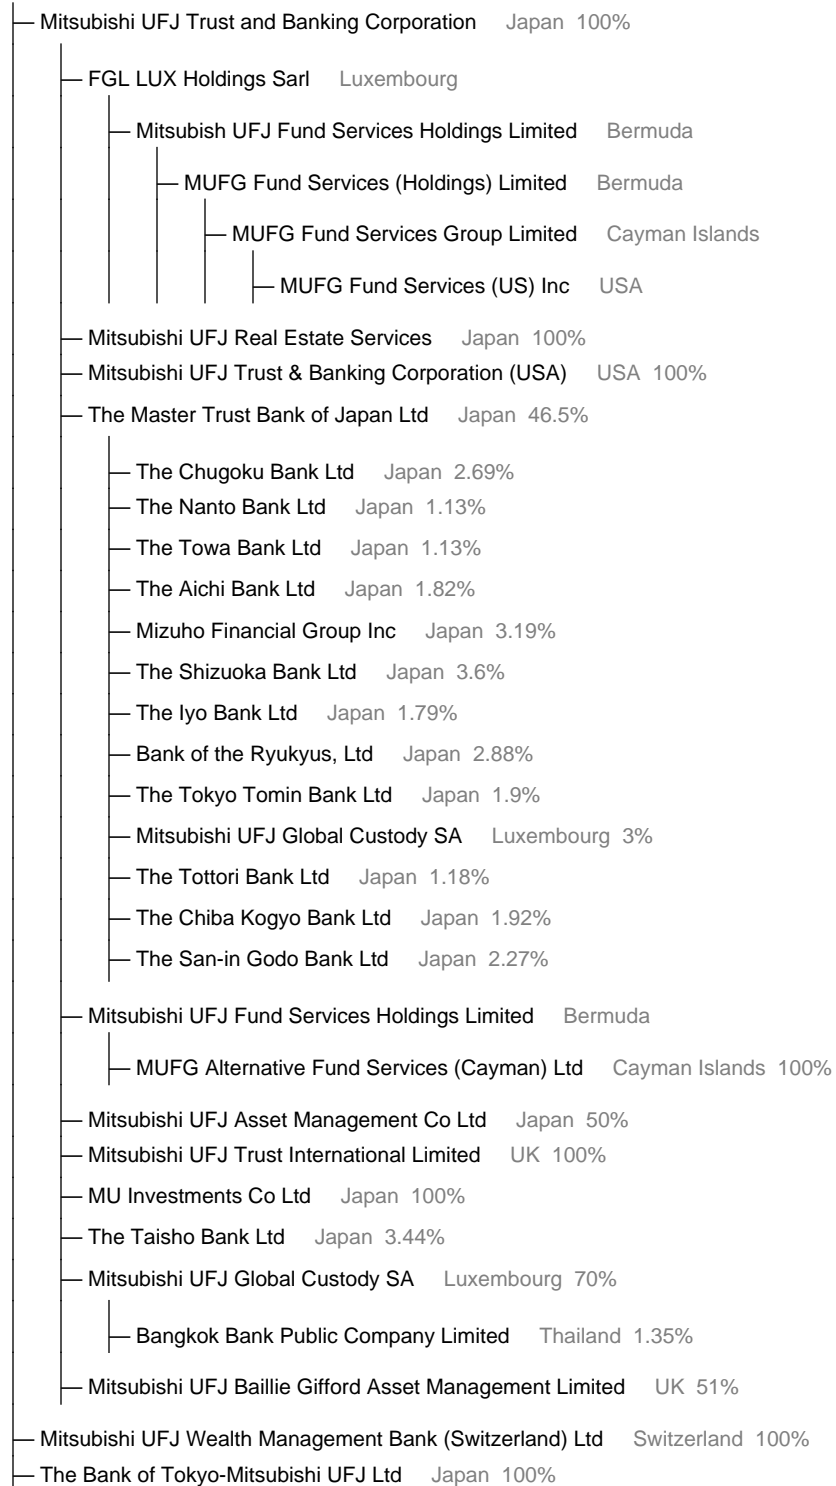 Mitsubishi UFJ Trust and Banking Corporation Japan 100%
FGL LUX Holdings Sarl Luxembourg
Mitsubish UFJ Fund Services Holdings Limited Bermuda
MUFG Fund Services (Holdings) Limited Bermuda
MUFG Fund Services Group Limited Cayman Islands
MUFG Fund Services (US) Inc USA
Mitsubishi UFJ Real Estate Services Japan 100%
Mitsubishi UFJ Trust & Banking Corporation (USA) USA 100%
The Master Trust Bank of Japan Ltd Japan 46.5%
The Chugoku Bank Ltd Japan 2.69%
The Nanto Bank Ltd Japan 1.13%
The Towa Bank Ltd Japan 1.13%
The Aichi Bank Ltd Japan 1.82%
Mizuho Financial Group Inc Japan 3.19%
The Shizuoka Bank Ltd Japan 3.6%
The Iyo Bank Ltd Japan 1.79%
Bank of the Ryukyus, Ltd Japan 2.88%
The Tokyo Tomin Bank Ltd Japan 1.9%
Mitsubishi UFJ Global Custody SA Luxembourg 3%
The Tottori Bank Ltd Japan 1.18%
The Chiba Kogyo Bank Ltd Japan 1.92%
The San-in Godo Bank Ltd Japan 2.27%
Mitsubishi UFJ Fund Services Holdings Limited Bermuda
MUFG Alternative Fund Services (Cayman) Ltd Cayman Islands 100%
Mitsubishi UFJ Asset Management Co Ltd Japan 50%
Mitsubishi UFJ Trust International Limited UK 100%
MU Investments Co Ltd Japan 100%
The Taisho Bank Ltd Japan 3.44%
Mitsubishi UFJ Global Custody SA Luxembourg 70%
Bangkok Bank Public Company Limited Thailand 1.35%
Mitsubishi UFJ Baillie Gifford Asset Management Limited UK 51%
Mitsubishi UFJ Wealth Management Bank (Switzerland) Ltd Switzerland 100%
The Bank of Tokyo-Mitsubishi UFJ Ltd Japan 100%